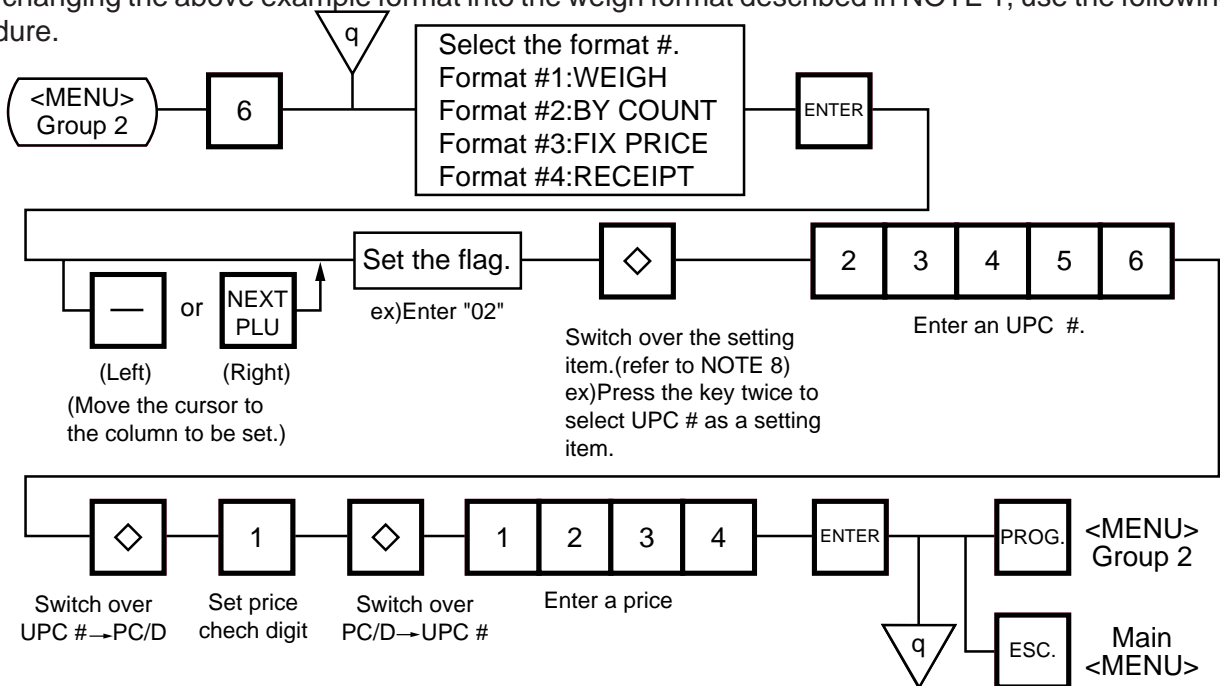 changing the above example format into the weigh format described in NOTE 1, use the following
dure.
q
<MENU>
Group 2
6
Select the format #.
Format #1:WEIGH
Format #2:BY COUNT
Format #3:FIX PRICE
Format #4:RECEIPT
ENTER
—
or
NEXT
PLU
(Left)
(Right)
(Move the cursor to
the column to be set.)
Set the flag.
ex)Enter "02"
◇
Switch over the setting
item.(refer to NOTE 8)
ex)Press the key twice to
select UPC # as a setting
item.
2 3 4 5 6
Enter an UPC #.
◇
Switch over
UPC #→PC/D
1
Set price
chech digit
◇
Switch over
PC/D→UPC #
1 2 3 4
Enter a price
ENTER
q
PROG.
<MENU>
Group 2
ESC.
Main
<MENU>